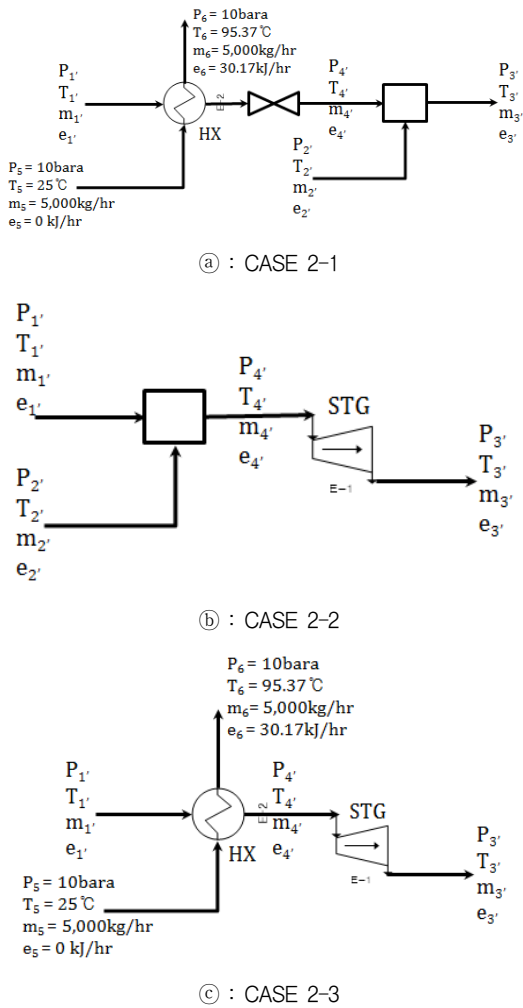 P₆ = 10bara
T₆ = 95.37℃
m₆= 5,000kg/hr
e₆= 30.17kJ/hr
P₁′
T₁′
m₁′
e₁′
E-2
HX
P₄′
T₄′
m₄′
e₄′
P₃′
T₃′
m₃′
e₃′
P₂′
T₂′
m₂′
e₂′
P₅ = 10bara
T₅ = 25℃
m₅ = 5,000kg/hr
e₅ = 0 kJ/hr
ⓐ : CASE 2-1
P₁′
T₁′
m₁′
e₁′
P₄′
T₄′
m₄′
e₄′
STG
E-1
P₃′
T₃′
m₃′
e₃′
P₂′
T₂′
m₂′
e₂′
ⓑ : CASE 2-2
P₆ = 10bara
T₆ = 95.37℃
m₆= 5,000kg/hr
e₆ = 30.17kJ/hr
P₁′
T₁′
m₁′
e₁′
E-2
HX
P₄′
T₄′
m₄′
e₄′
STG
E-1
P₃′
T₃′
m₃′
e₃′
P₅ = 10bara
T₅ = 25℃
m₅= 5,000kg/hr
e₅ = 0 kJ/hr
ⓒ : CASE 2-3